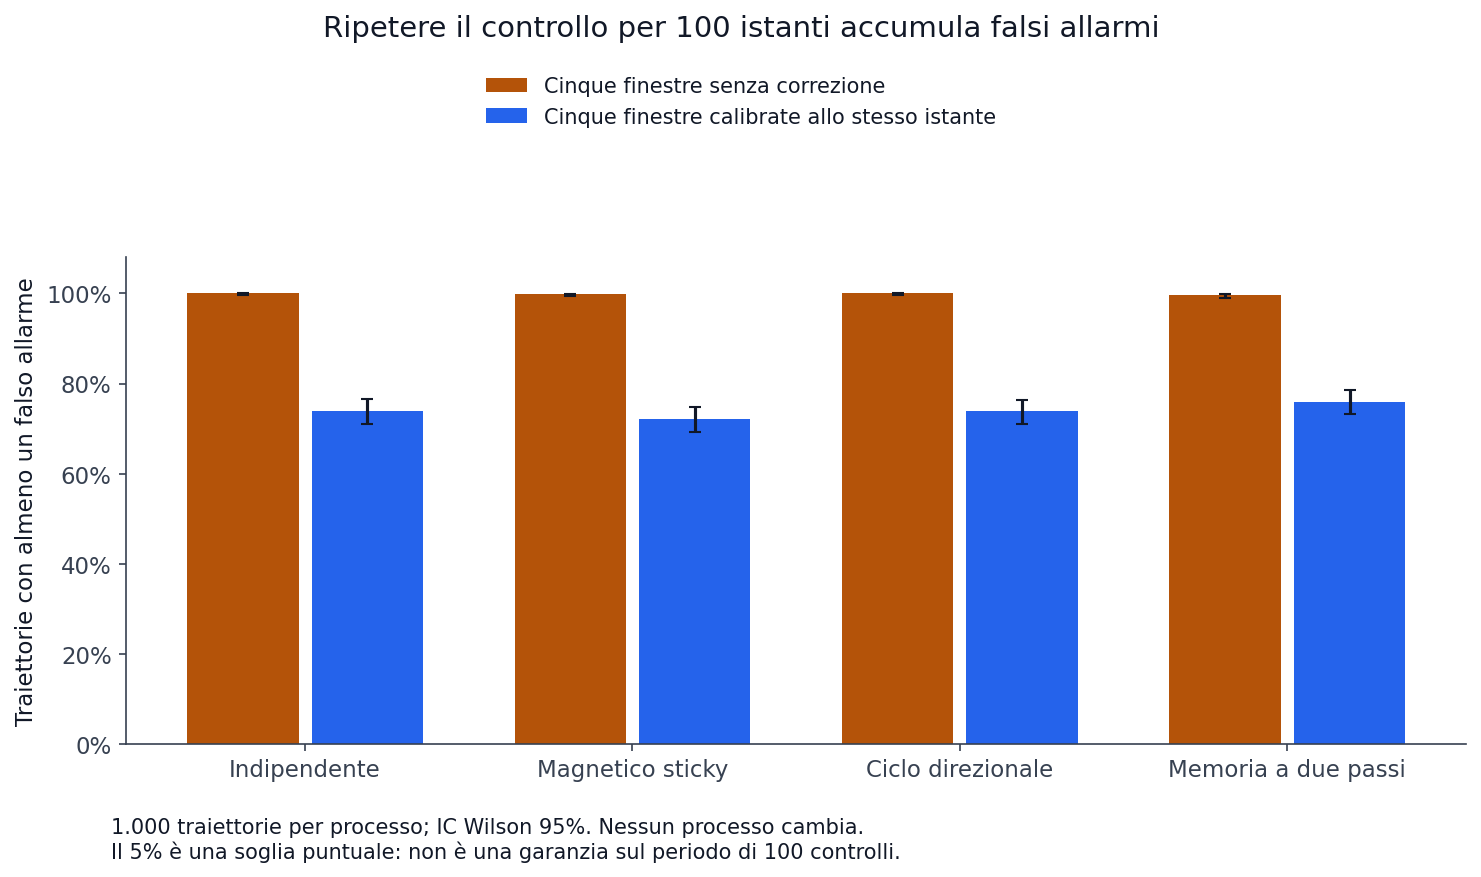 Ripetere il controllo per 100 istanti accumula falsi allarmi
Cinque finestre senza correzione
Cinque finestre calibrate allo stesso istante
Traiettorie con almeno un falso allarme
100%
80%
60%
40%
20%
0%
Indipendente
Magnetico sticky
Ciclo direzionale
Memoria a due passi
1.000 traiettorie per processo; IC Wilson 95%. Nessun processo cambia.
Il 5% è una soglia puntuale: non è una garanzia sul periodo di 100 controlli.